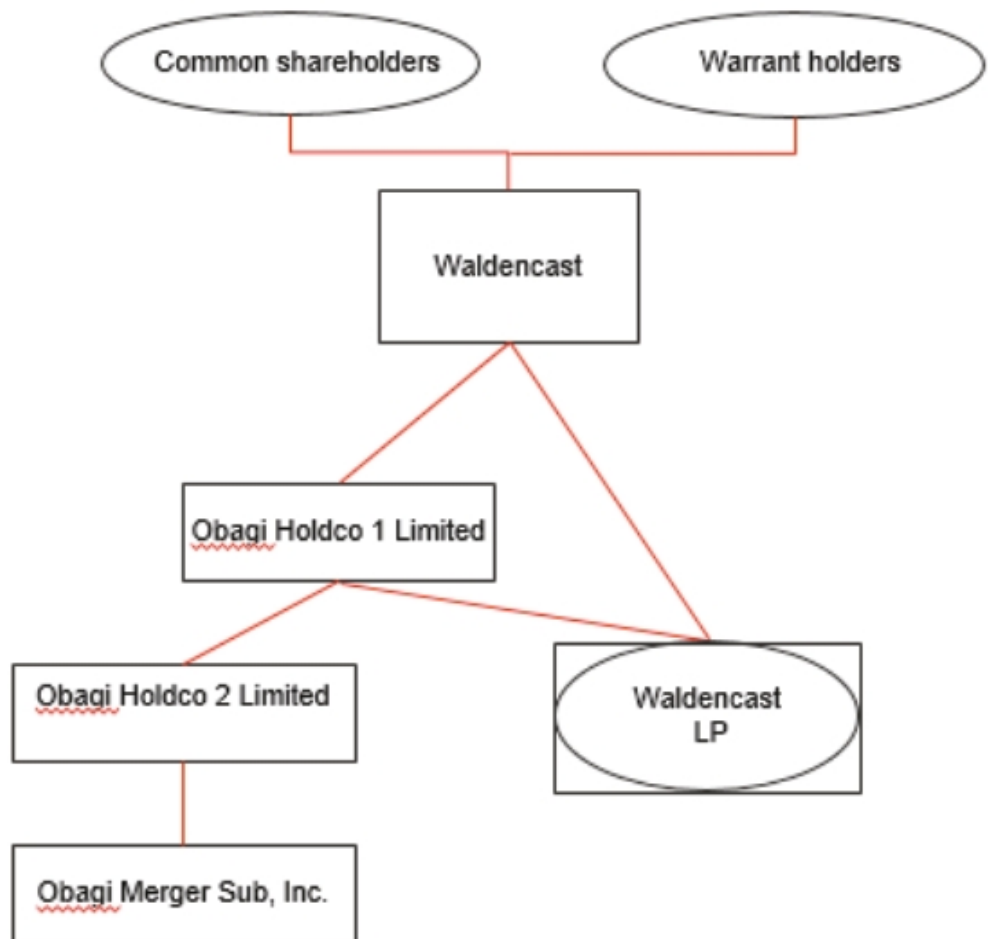 Common shareholders
Warrant holders
Waldencast
Obagi Holdco 1 Limited
Obagi Holdco 2 Limited
Waldencast
LP
Obagi Merger Sub, Inc.